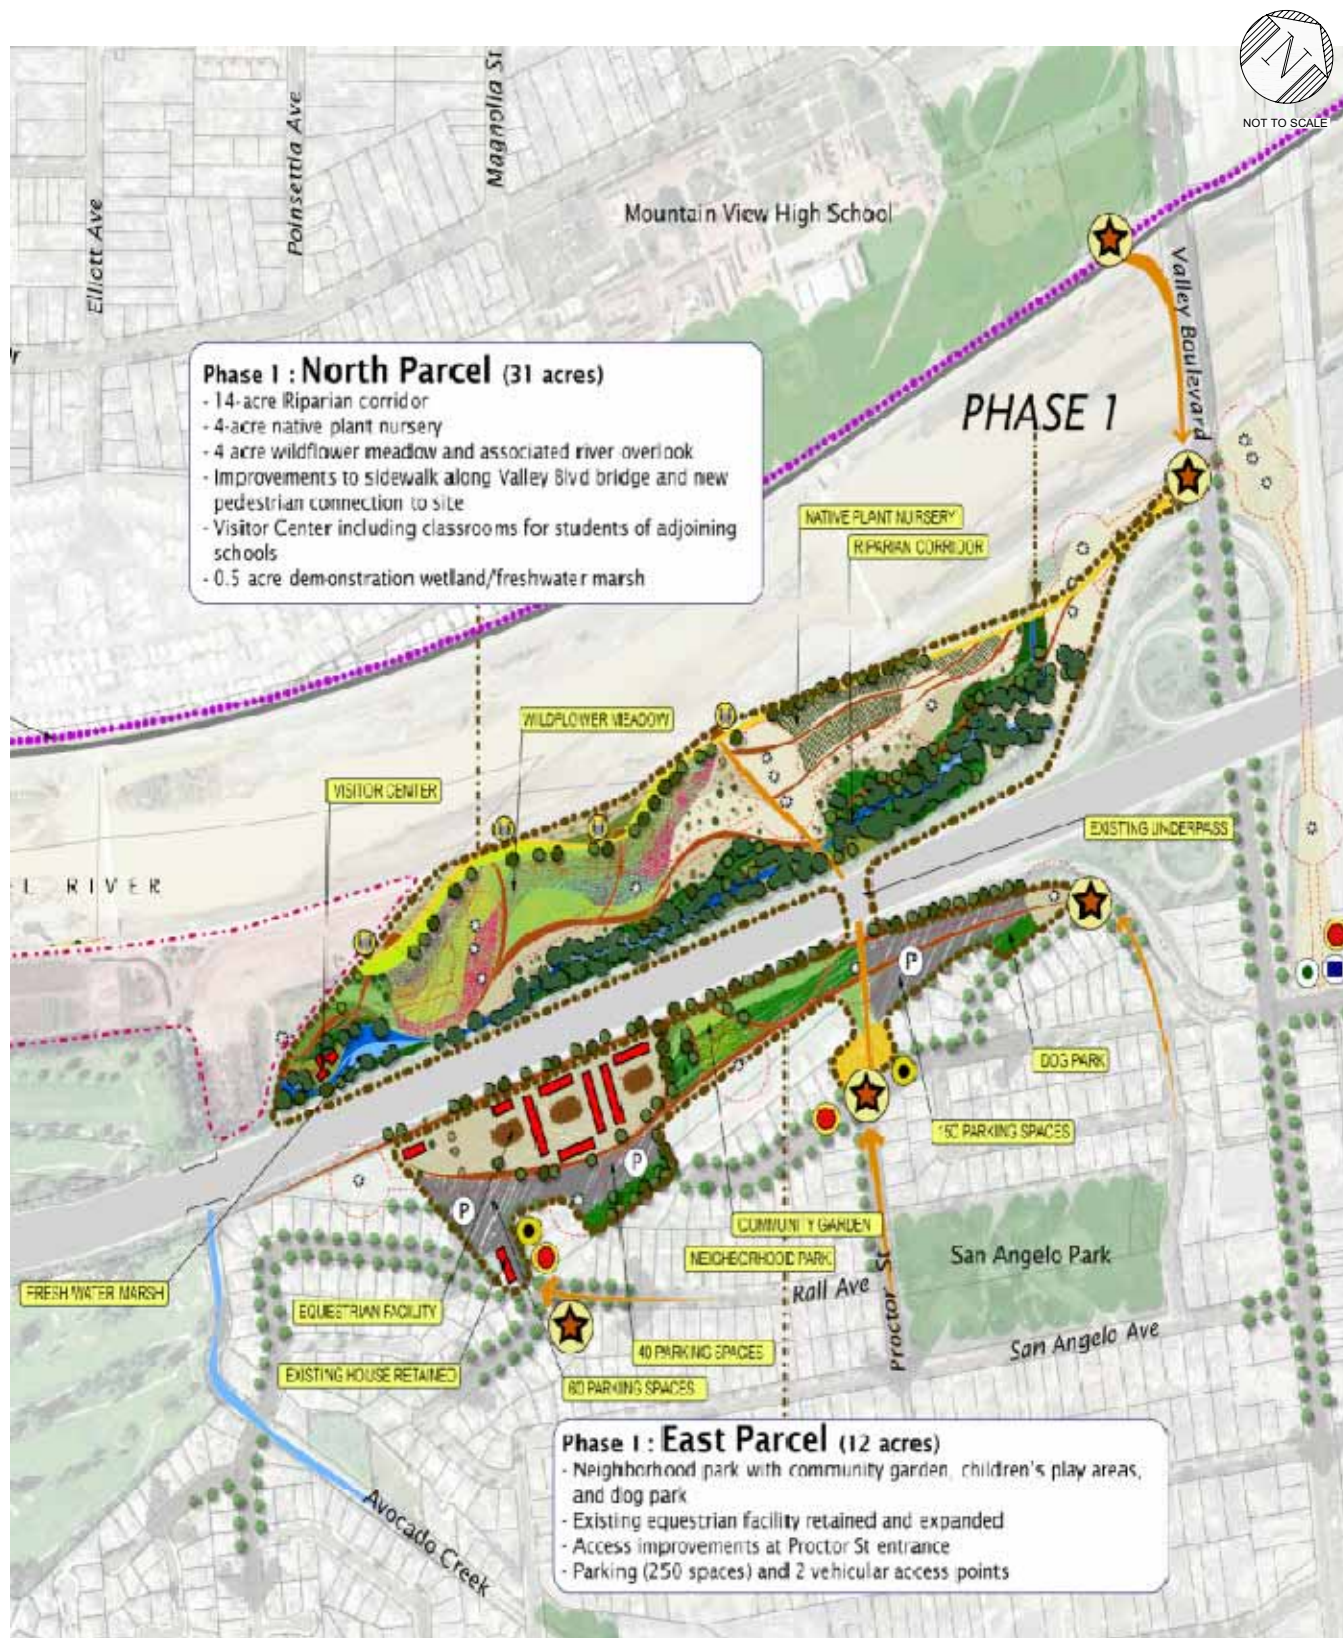 N
NOT TO SCALE
Magnolia St
Poinsettia Ave
Elliott Ave
Mountain View High School
Valley Boulevard
Phase 1 : North Parcel (31 acres)
- 14-acre Riparian corridor
- 4-acre native plant nursery
- 4 acre wildflower meadow and associated river overlook
- Improvements to sidewalk along Valley Blvd bridge and new
pedestrian connection to site
- Visitor Center including classrooms for students of adjoining
schools
- 0.5 acre demonstration wetland/freshwater marsh
PHASE 1
NATIVE PLANT NURSERY
RIPARIAN CORRIDOR
WILDFLOWER MEADOW
VISITOR CENTER
EXISTING UNDERPASS
L RIVER
P
DOG PARK
150 PARKING SPACES
P
P
COMMUNITY GARDEN
NEIGHBORHOOD PARK
San Angelo Park
Rall Ave
Proctor St
San Angelo Ave
FRESH WATER MARSH
EQUESTRIAN FACILITY
40 PARKING SPACES
EXISTING HOUSE RETAINED
60 PARKING SPACES
Phase 1 : East Parcel (12 acres)
- Neighborhood park with community garden, children's play areas,
and dog park
- Existing equestrian facility retained and expanded
- Access improvements at Proctor St entrance
- Parking (250 spaces) and 2 vehicular access points
Avocado Creek